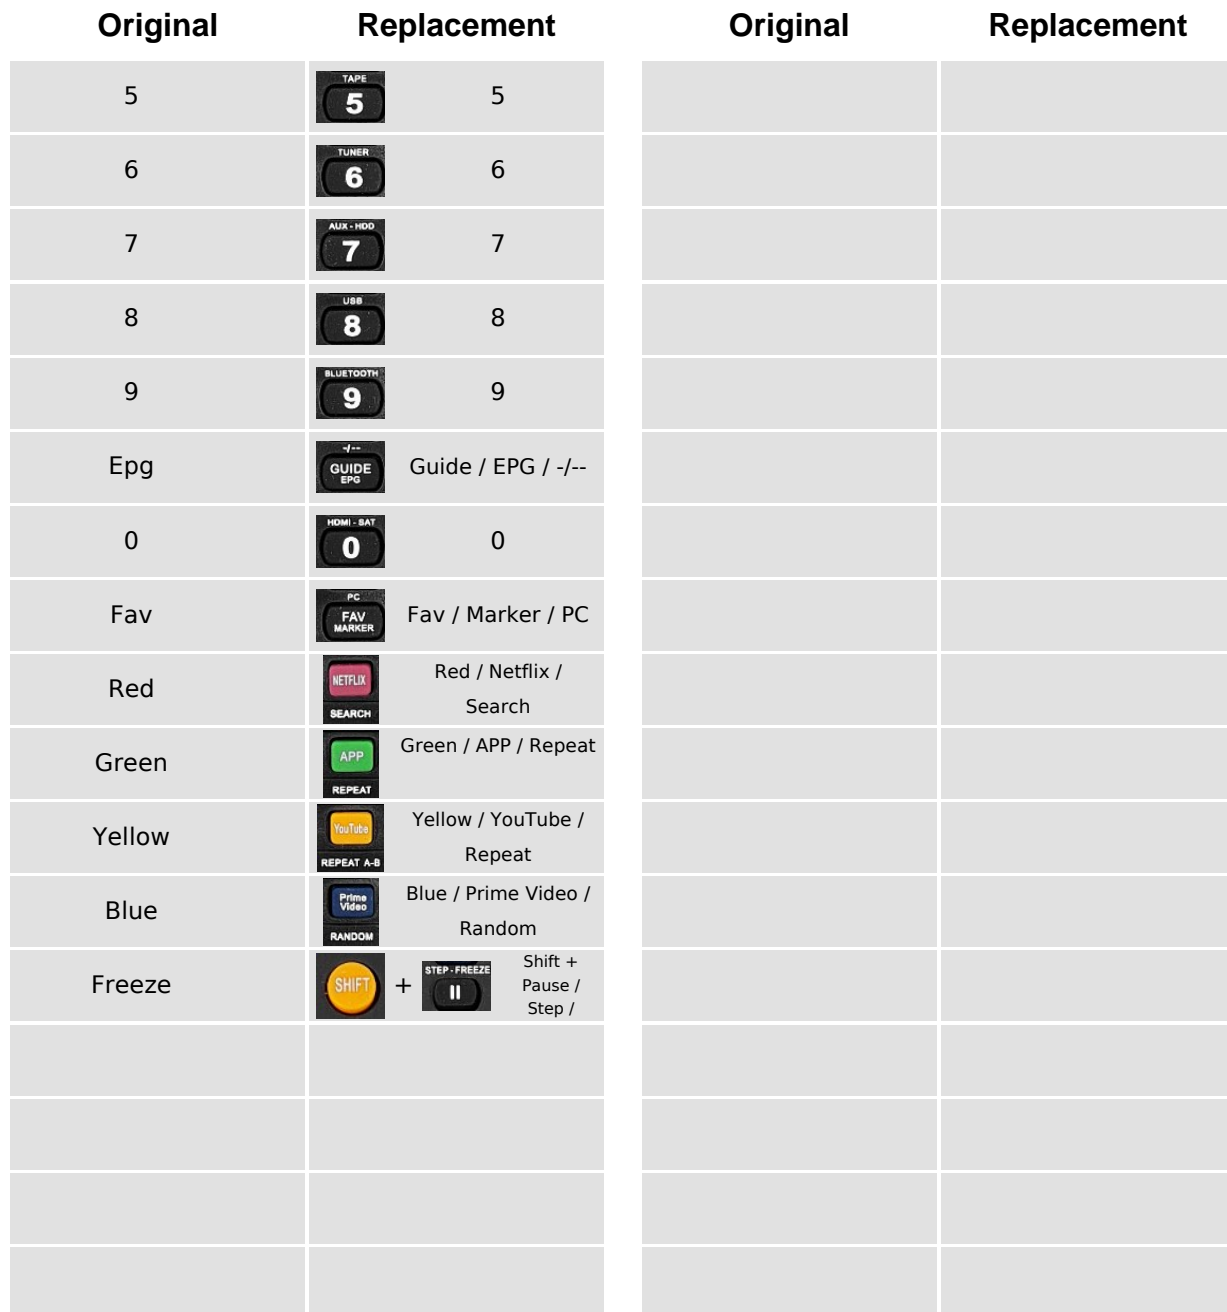 Original Replacement Original Replacement
5 TAPE 5 5
6 TUNER 6 6
7 AUX - HDD 7 7
8 USB 8 8
9 BLUETOOTH 9 9
Epg -/-- GUIDE EPG Guide / EPG / -/--
0 HDMI - SAT 0 0
Fav PC FAV MARKER Fav / Marker / PC
Red NETFLIX SEARCH Red / Netflix /
Search
Green APP REPEAT Green / APP / Repeat
Yellow YouTube REPEAT A-B Yellow / YouTube /
Repeat
Blue Prime Video RANDOM Blue / Prime Video /
Random
Freeze SHIFT + STEP - FREEZE Shift +
Pause /
Step /